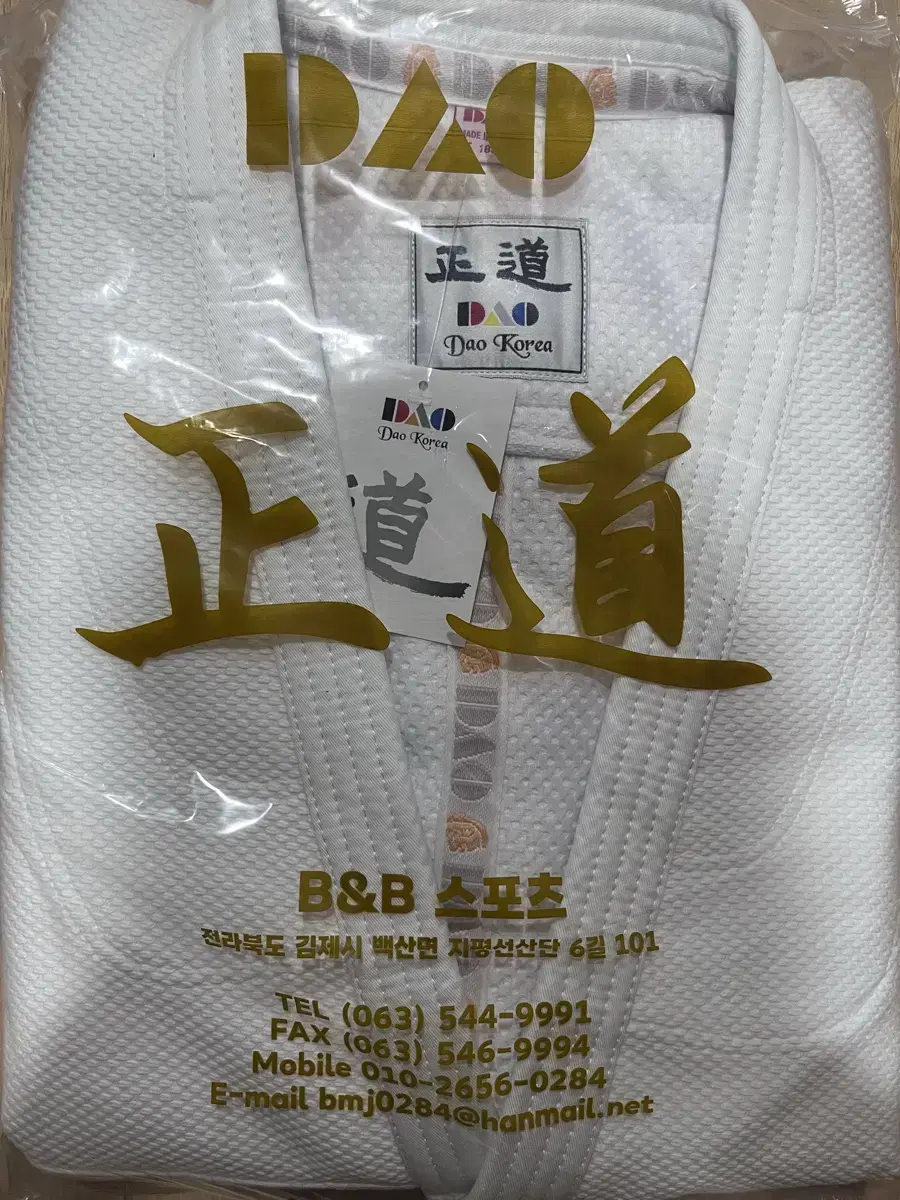 DAO
正道
DAO
Dao Korea
DAO
Dao Korea
道
正道
DAO
B&B 스포츠
전라북도 김제시 백산면 지평선산단 6길 101
TEL (063) 544-9991
FAX (063) 546-9994
Mobile 010-2656-0284
E-mail bmj0284@hanmail.net